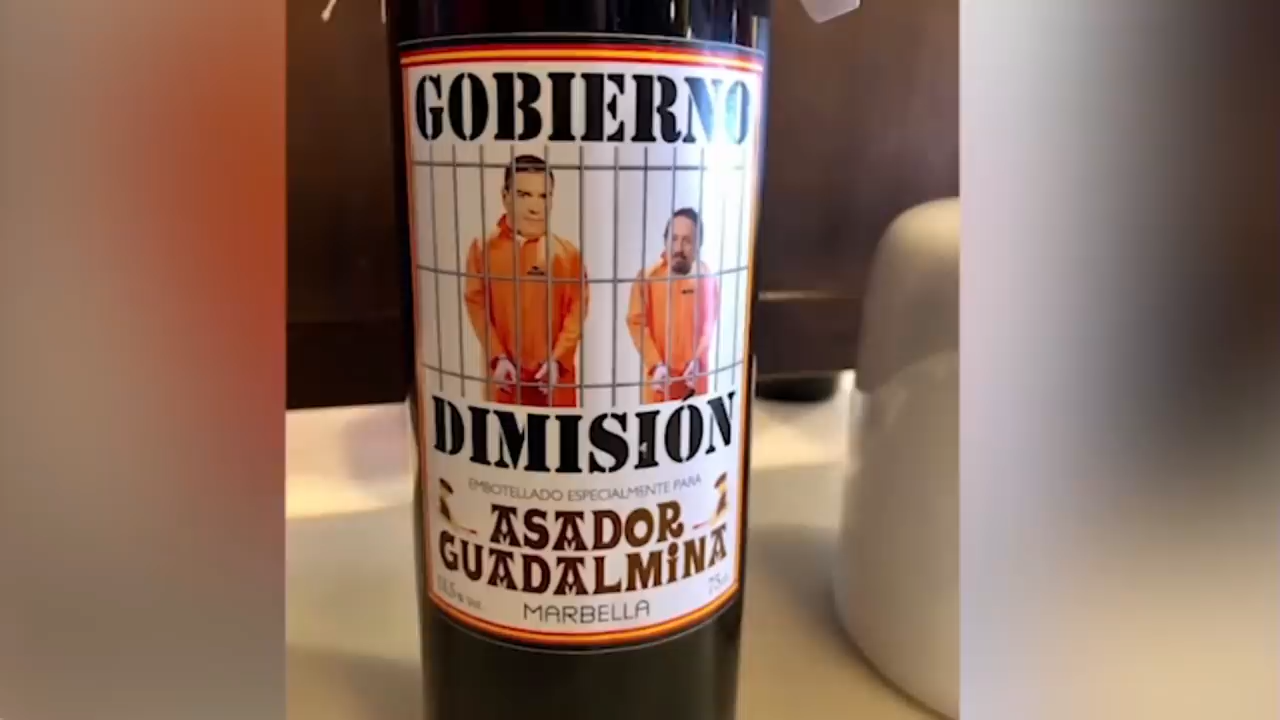 GOBIERNO
DIMISIÓN
EMBOTELLADO ESPECIALMENTE PARA
ASADOR
GUADALMINA
75cl.
MARBELLA